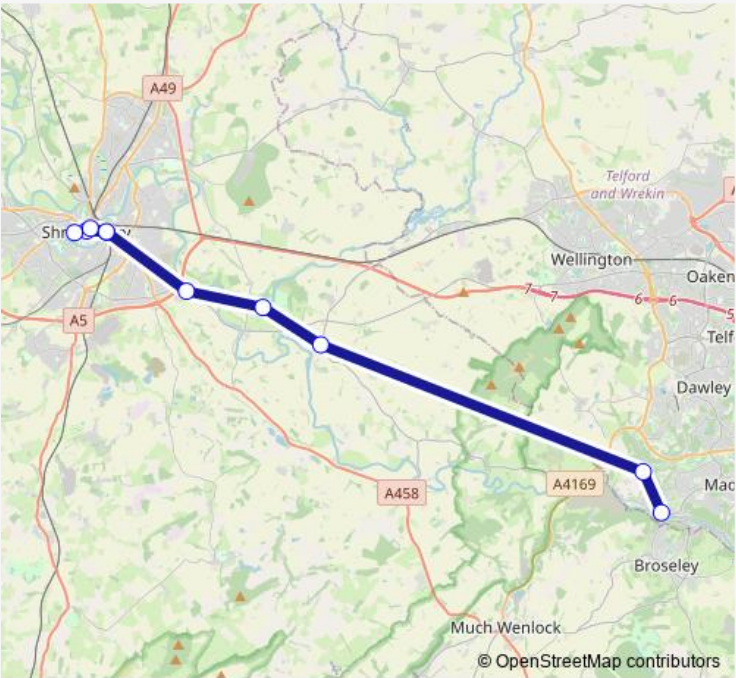 A49
Telford
and Wrekin
Wellington
7
7
6
6
5
Oaken
A5
Telf
Dawley
A458
A4169
Mad
Broseley
Much Wenlock
© OpenStreetMap contributors